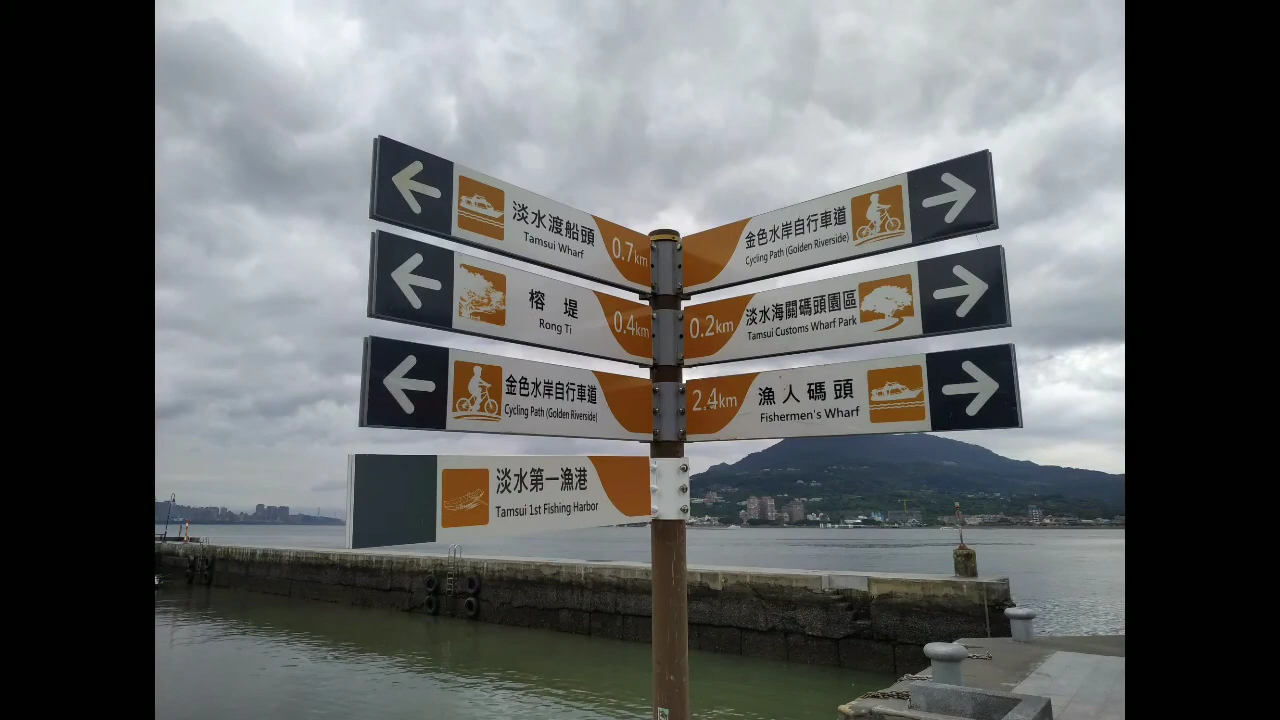 淡水渡船頭
Tamsui Wharf
0.7km
榕堤
Rong Ti
0.4km
金色水岸自行車道
Cycling Path (Golden Riverside)
淡水第一漁港
Tamsui 1st Fishing Harbor
金色水岸自行車道
Cycling Path (Golden Riverside)
0.2km
淡水海關碼頭園區
Tamsui Customs Wharf Park
2.4km
漁人碼頭
Fishermen's Wharf